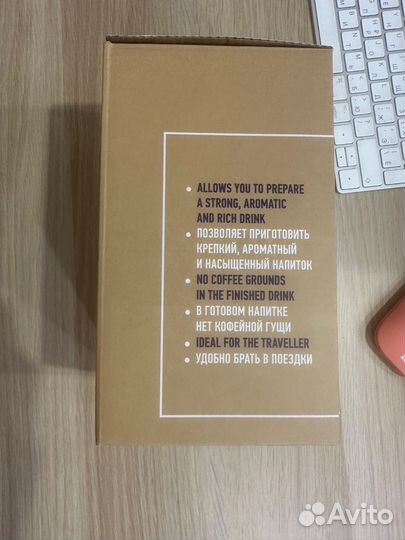 • ALLOWS YOU TO PREPARE
A STRONG, AROMATIC
AND RICH DRINK
• ПОЗВОЛЯЕТ ПРИГОТОВИТЬ
КРЕПКИЙ, АРОМАТНЫЙ
И НАСЫЩЕННЫЙ НАПИТОК
• NO COFFEE GROUNDS
IN THE FINISHED DRINK
• В ГОТОВОМ НАПИТКЕ
НЕТ КОФЕЙНОЙ ГУЩИ
• IDEAL FOR THE TRAVELLER
• УДОБНО БРАТЬ В ПОЕЗДКИ
Avito